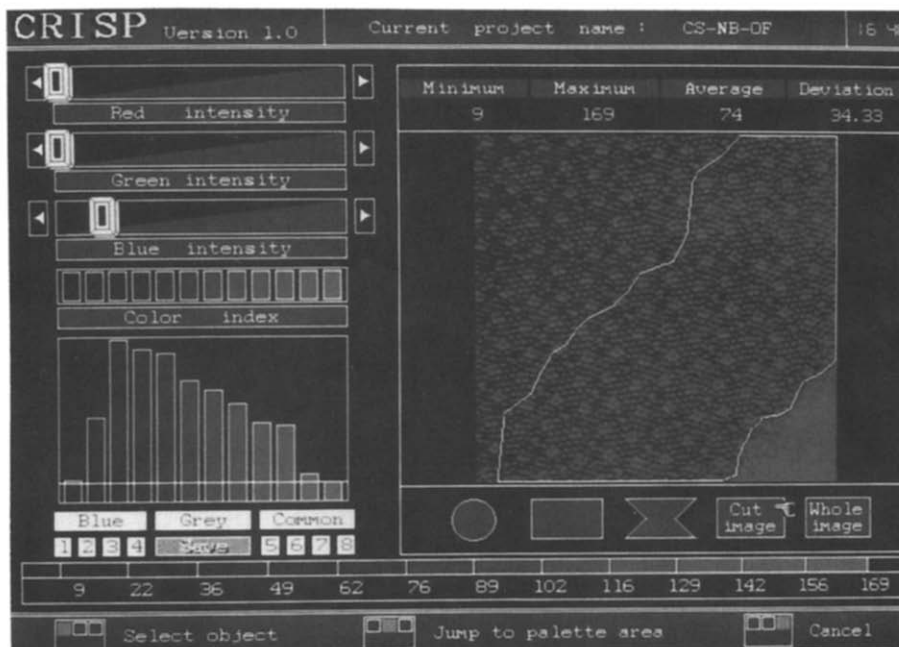 CRISP Version 1.0 Current project name : CS-NB-OF
Red intensity
Green intensity
Blue intensity
Color index
Minimum Maximum Average Deviation
9 169 74 34.33
Blue Grey Common
1 2 3 4 Save 5 6 7 8
Cut image
Whole image
9 22 36 49 62 76 89 102 116 129 142 156 169
Select object Jump to palette area Cancel